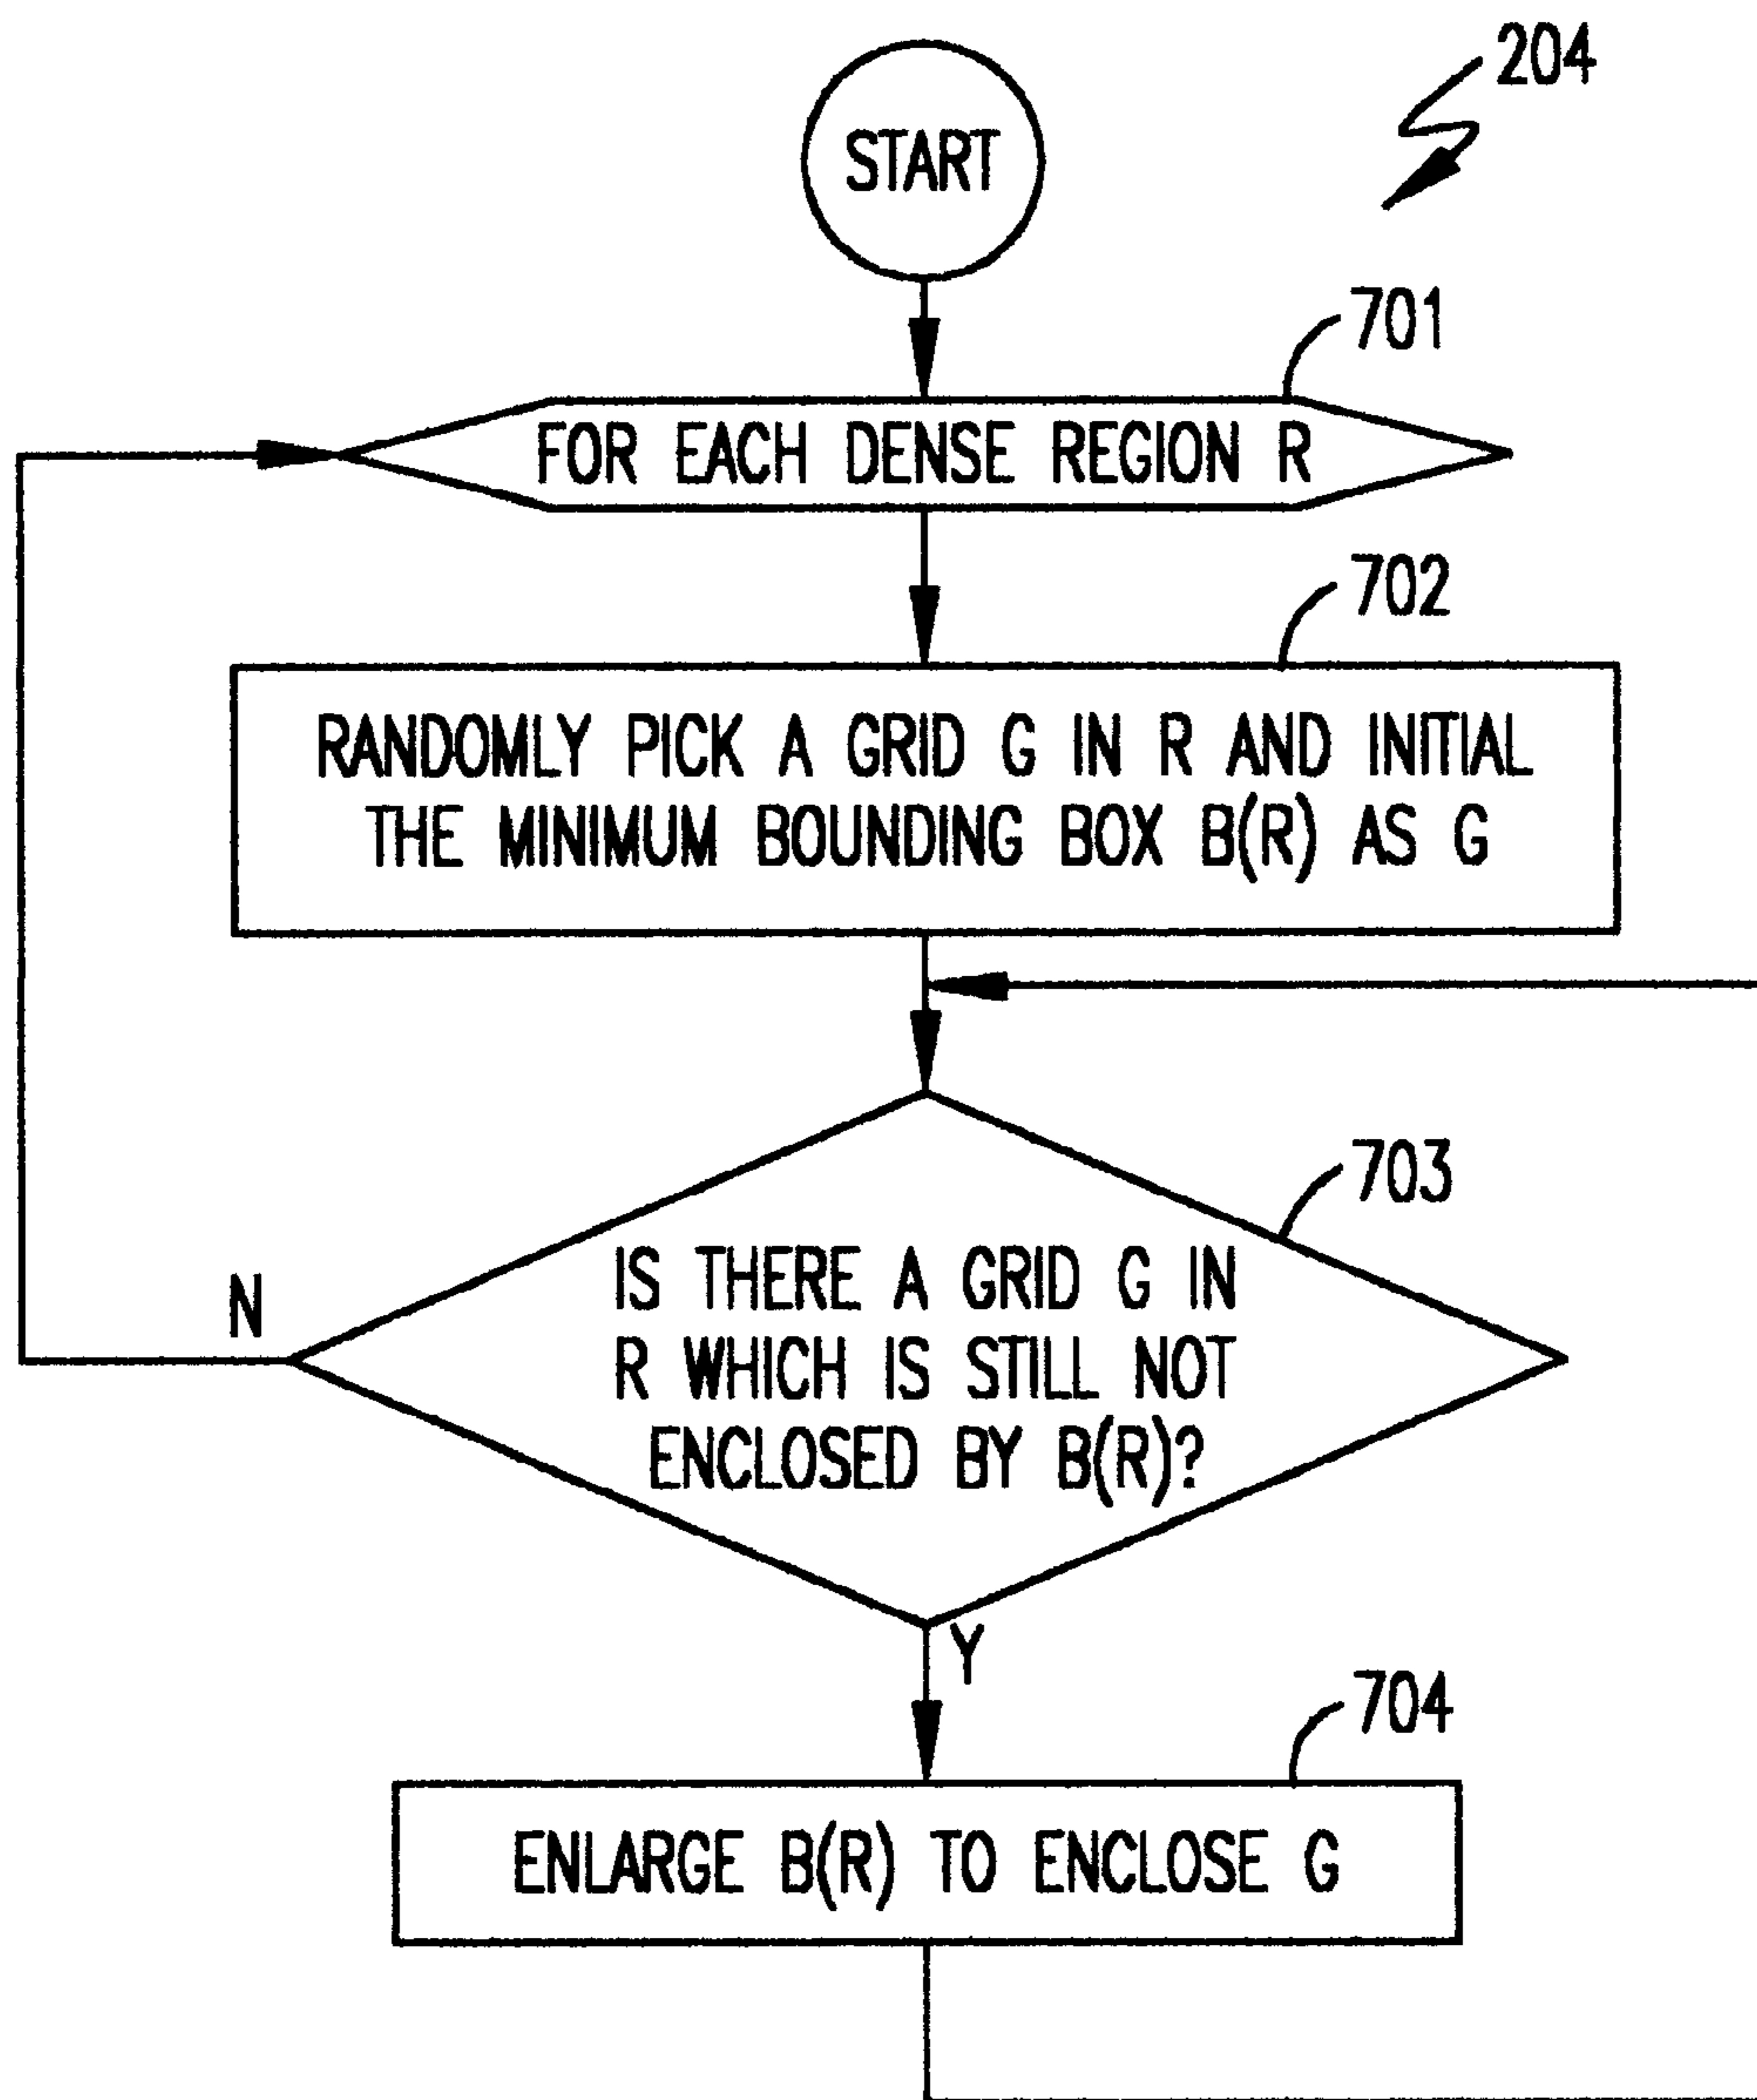 204
START
701
FOR EACH DENSE REGION R
702
RANDOMLY PICK A GRID G IN R AND INITIAL
THE MINIMUM BOUNDING BOX B(R) AS G
703
IS THERE A GRID G IN
R WHICH IS STILL NOT
ENCLOSED BY B(R)?
N
Y
704
ENLARGE B(R) TO ENCLOSE G